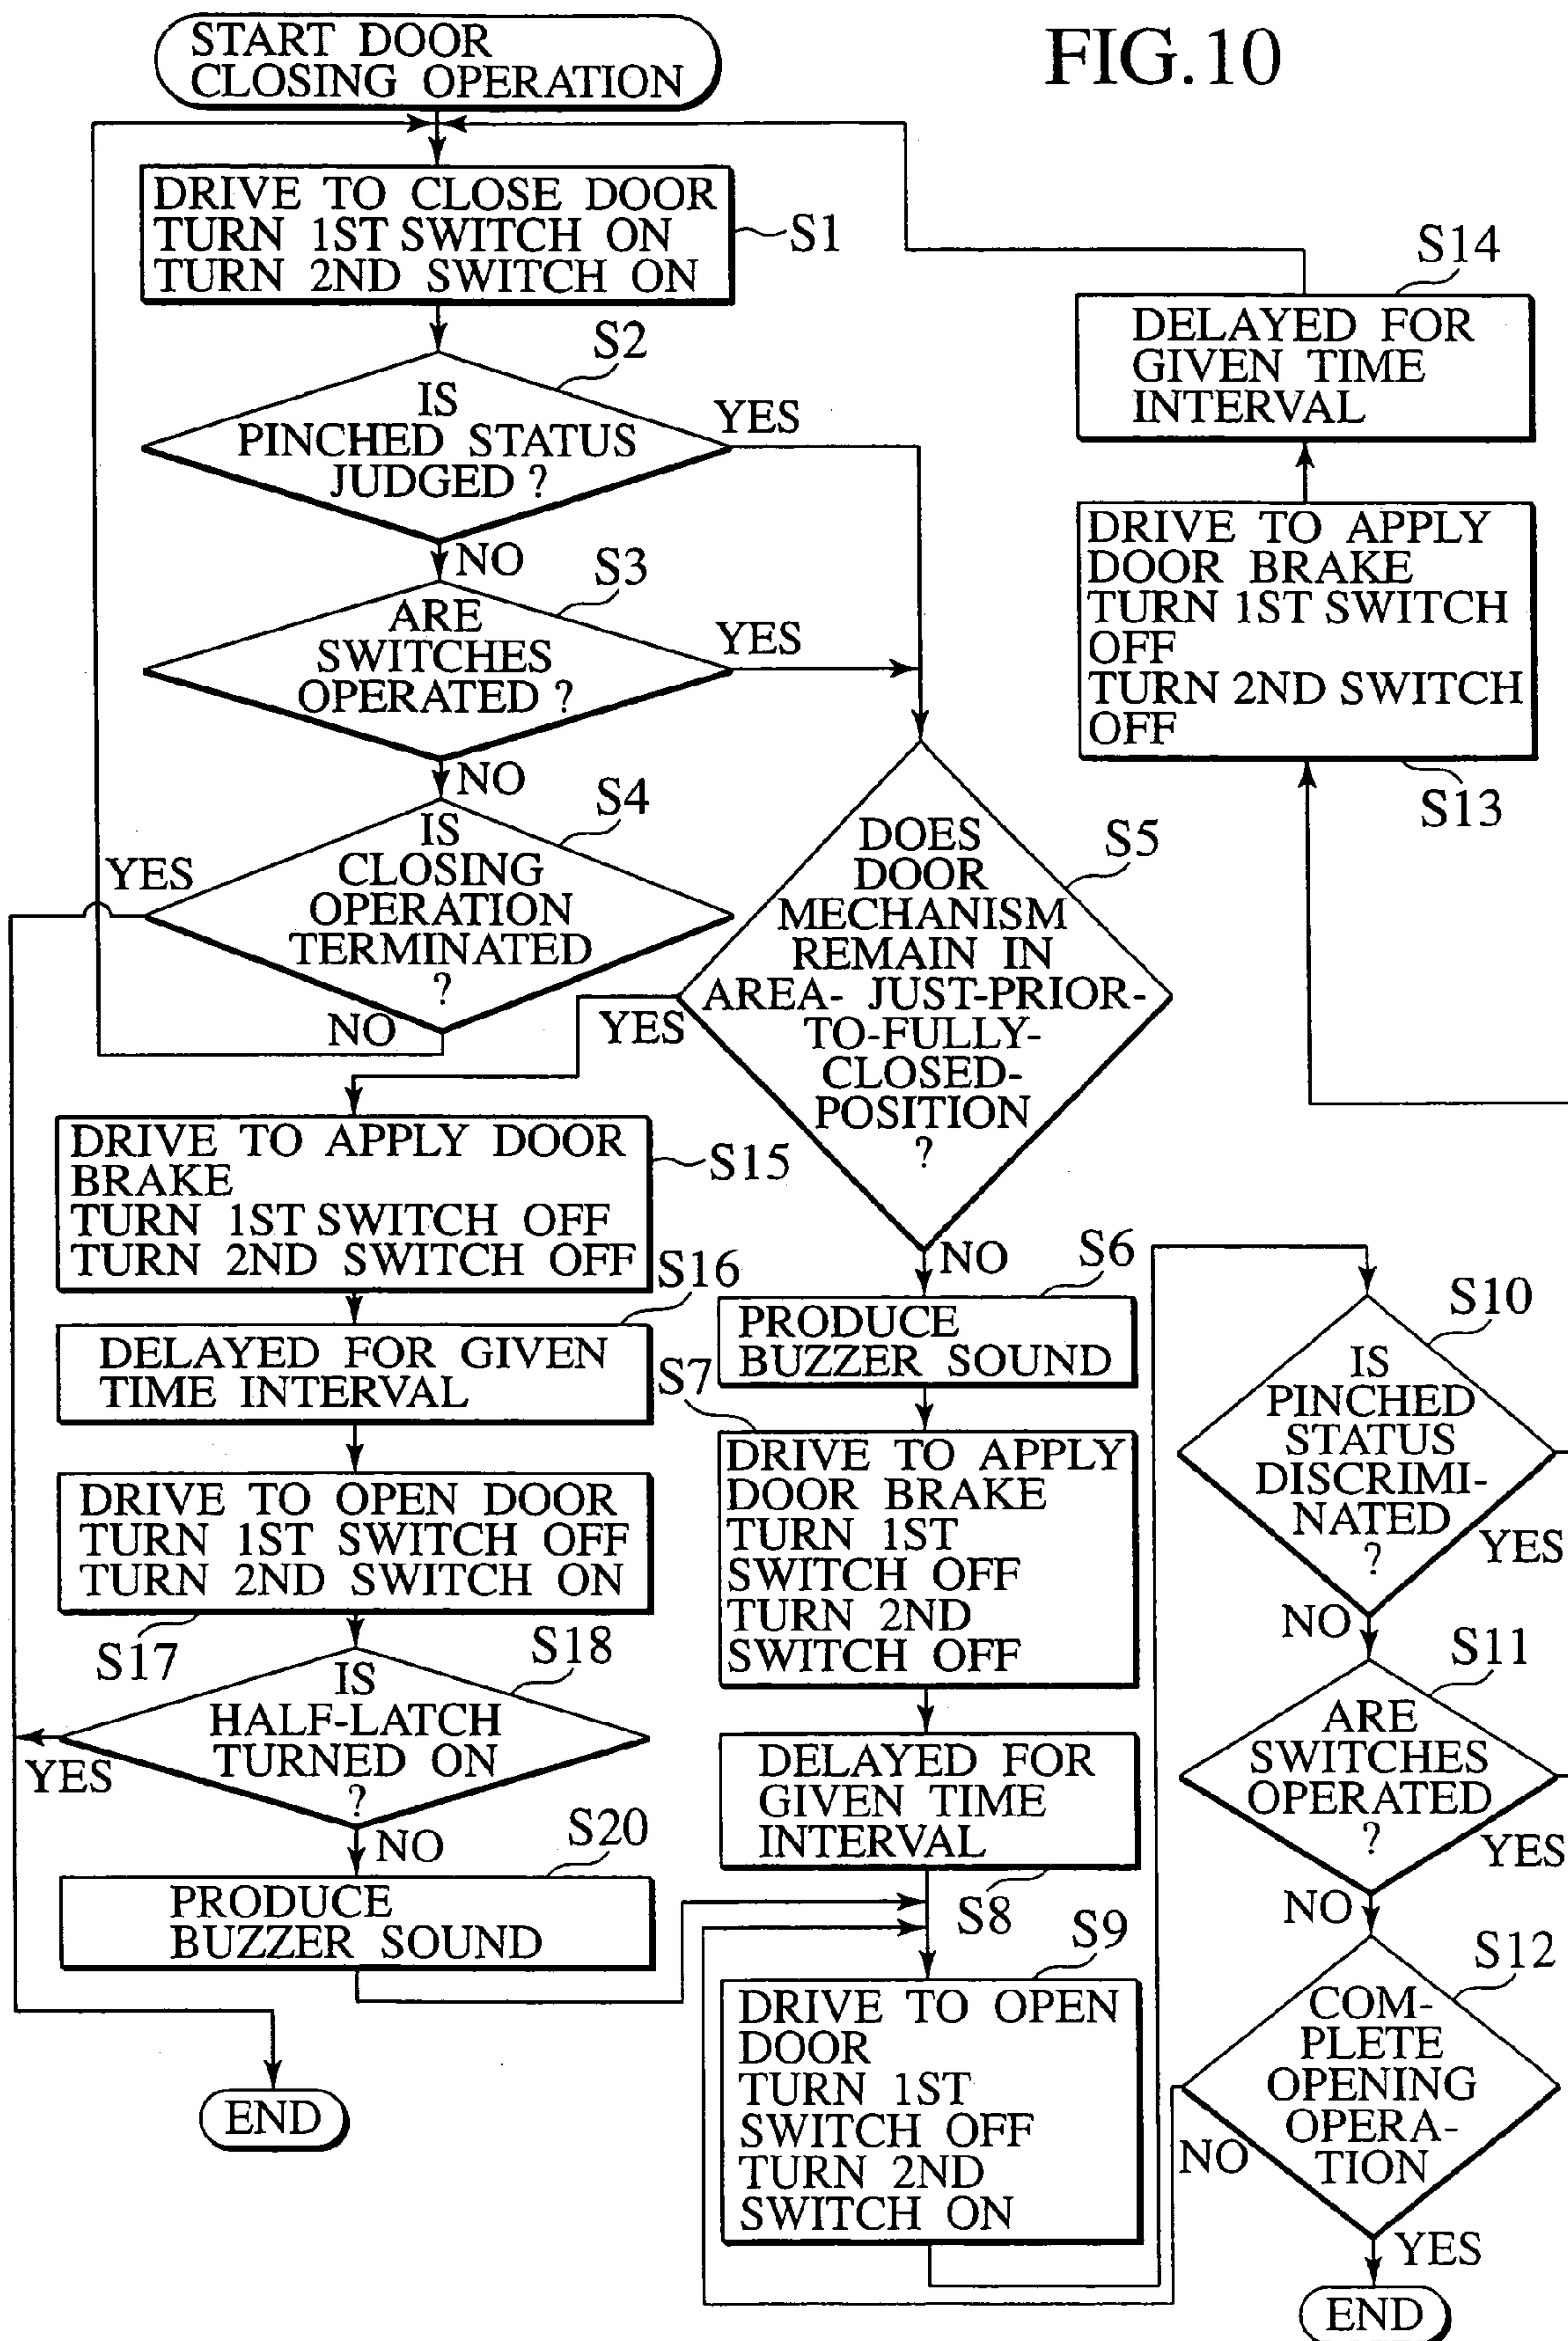 FIG.10
START DOOR
CLOSING OPERATION
DRIVE TO CLOSE DOOR
TURN 1ST SWITCH ON
TURN 2ND SWITCH ON
S1
S2
IS
PINCHED STATUS
JUDGED ?
YES
NO
S3
ARE
SWITCHES
OPERATED ?
YES
NO
S4
IS
CLOSING
OPERATION
TERMINATED
?
YES
NO
S5
DOES
DOOR
MECHANISM
REMAIN IN
AREA- JUST-PRIOR-
TO-FULLY-
CLOSED-
POSITION
?
YES
NO
S15
DRIVE TO APPLY DOOR
BRAKE
TURN 1ST SWITCH OFF
TURN 2ND SWITCH OFF
S16
DELAYED FOR GIVEN
TIME INTERVAL
DRIVE TO OPEN DOOR
TURN 1ST SWITCH OFF
TURN 2ND SWITCH ON
S17
S18
IS
HALF-LATCH
TURNED ON
?
YES
NO
S20
PRODUCE
BUZZER SOUND
END
S6
PRODUCE
BUZZER SOUND
S7
DRIVE TO APPLY
DOOR BRAKE
TURN 1ST
SWITCH OFF
TURN 2ND
SWITCH OFF
DELAYED FOR
GIVEN TIME
INTERVAL
S8
S9
DRIVE TO OPEN
DOOR
TURN 1ST
SWITCH OFF
TURN 2ND
SWITCH ON
S10
IS
PINCHED
STATUS
DISCRIMI-
NATED
?
YES
NO
S11
ARE
SWITCHES
OPERATED
?
YES
NO
S12
COM-
PLETE
OPENING
OPERA-
TION
NO
YES
END
S14
DELAYED FOR
GIVEN TIME
INTERVAL
DRIVE TO APPLY
DOOR BRAKE
TURN 1ST SWITCH
OFF
TURN 2ND SWITCH
OFF
S13